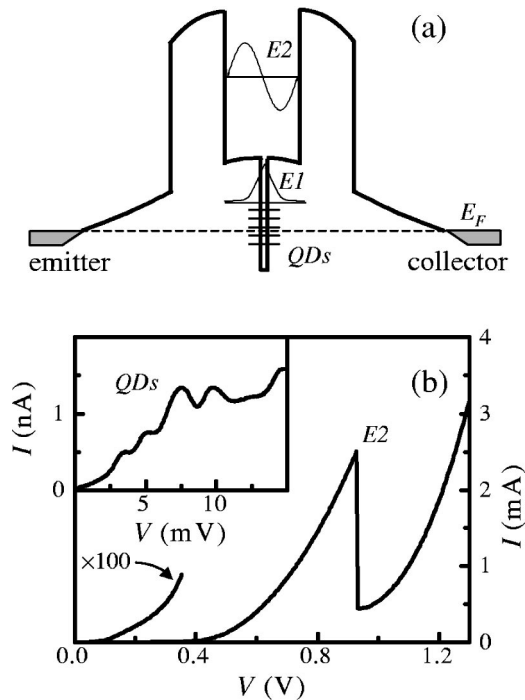 (a)
E2
E1
E_F
emitter
QDs
collector
(b)
QDs
I (nA)
1
0
5
10
V (mV)
E2
×100
4
3
2
1
0
I (mA)
0.0
0.4
0.8
1.2
V (V)